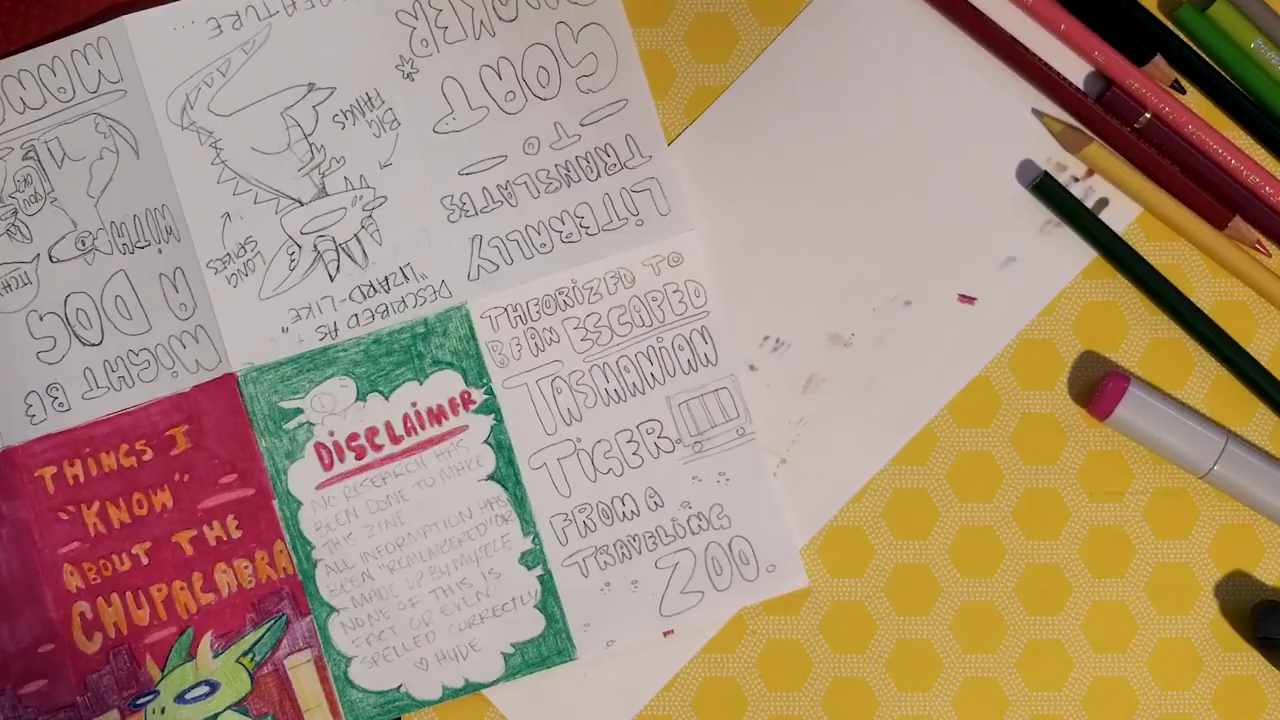 THINGS I
"KNOW"
ABOUT THE
CHUPALABRA
DISCLAIMER
NO RESEARCH HAS
BEEN DONE TO MAKE
THIS ZINE
ALL INFORMATION HAS
BEEN "REMEMBERED" OR
MADE UP BY MYSELF
NONE OF THIS IS
FACT OR EVEN
SPELLED CORRECTLY
♡ HYDE
THEORIZED TO
BE AN ESCAPED
TASMANIAN
TIGER
FROM A
TRAVELING
ZOO.
LITERALLY
TRANSLATES
-TO-
GOAT
*
DESCRIBED AS
"LIZARD-LIKE"
LONG
SPIKES
BIG
FANGS
MIGHT BE
A DOG
WITH
ITCHY
MANGE